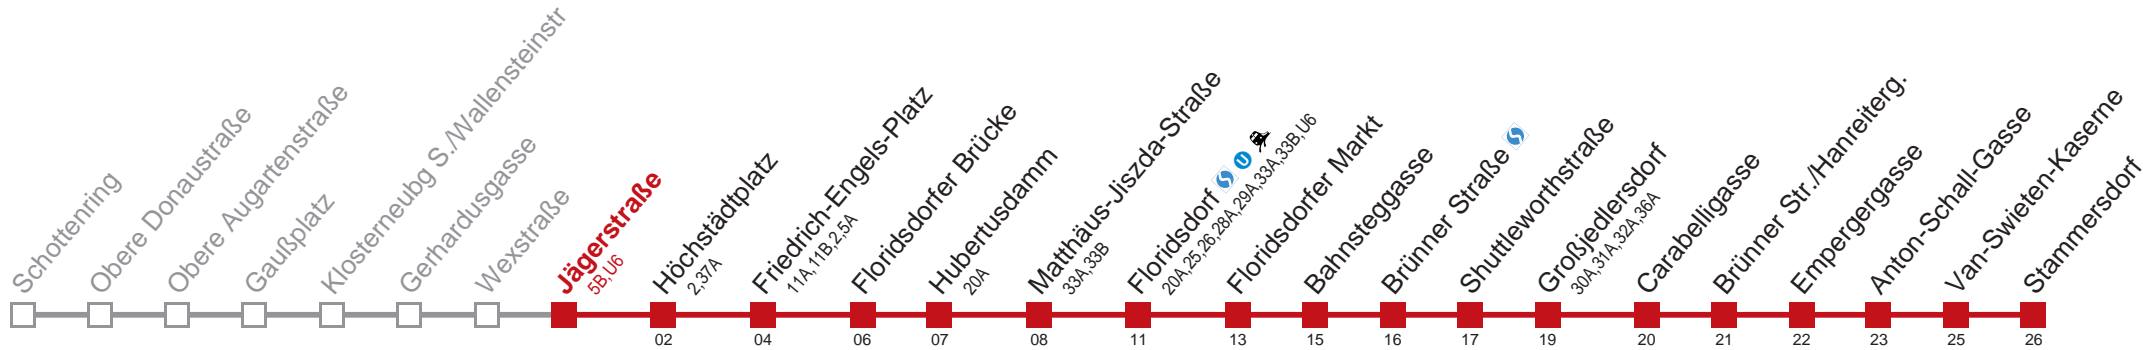 Schottenring
Obere Donaustraße
Obere Augartenstraße
Gaußplatz
Klosterneubg S./Wallensteinstr
Gerhardusgasse
Wexstraße
Jägerstraße
5B,U6
Höchstädtplatz
2,37A
Friedrich-Engels-Platz
11A,11B,2,5A
Floridsdorfer Brücke
Hubertusdamm
20A
Matthäus-Jiszda-Straße
33A,33B
Floridsdorf S U
20A,25,26,28A,29A,33A,33B,U6
Floridsdorfer Markt
Bahnsteggasse
Brünner Straße S
Shuttleworthstraße
Großjedlersdorf
30A,31A,32A,36A
Carabelligasse
Brünner Str./Hanreiterg.
Empergergasse
Anton-Schall-Gasse
Van-Swieten-Kaserne
Stammersdorf
02 04 06 07 08 11 13 15 16 17 19 20 21 22 23 25 26